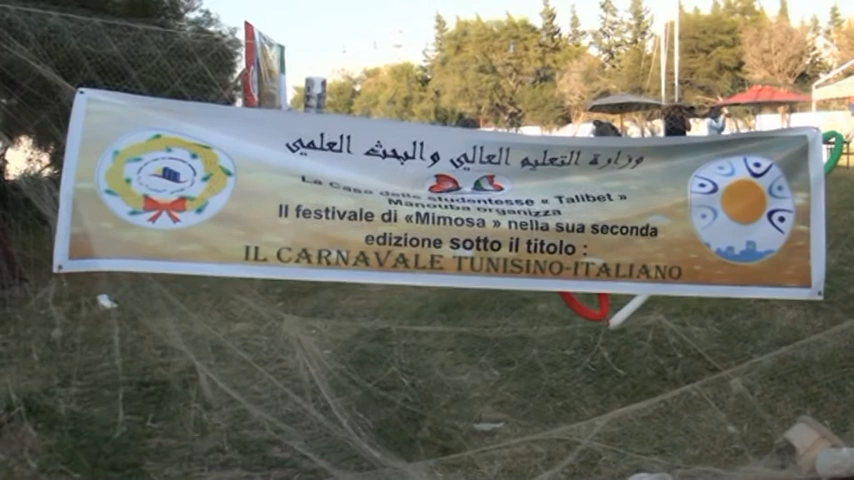 وزارة التعليم العالي و البحث العلمي
La Casa delle studentesse « Talibet »
Manouba organizza
Il festivale di «Mimosa » nella sua seconda
edizione sotto il titolo :
IL CARNAVALE TUNISINO-ITALIANO